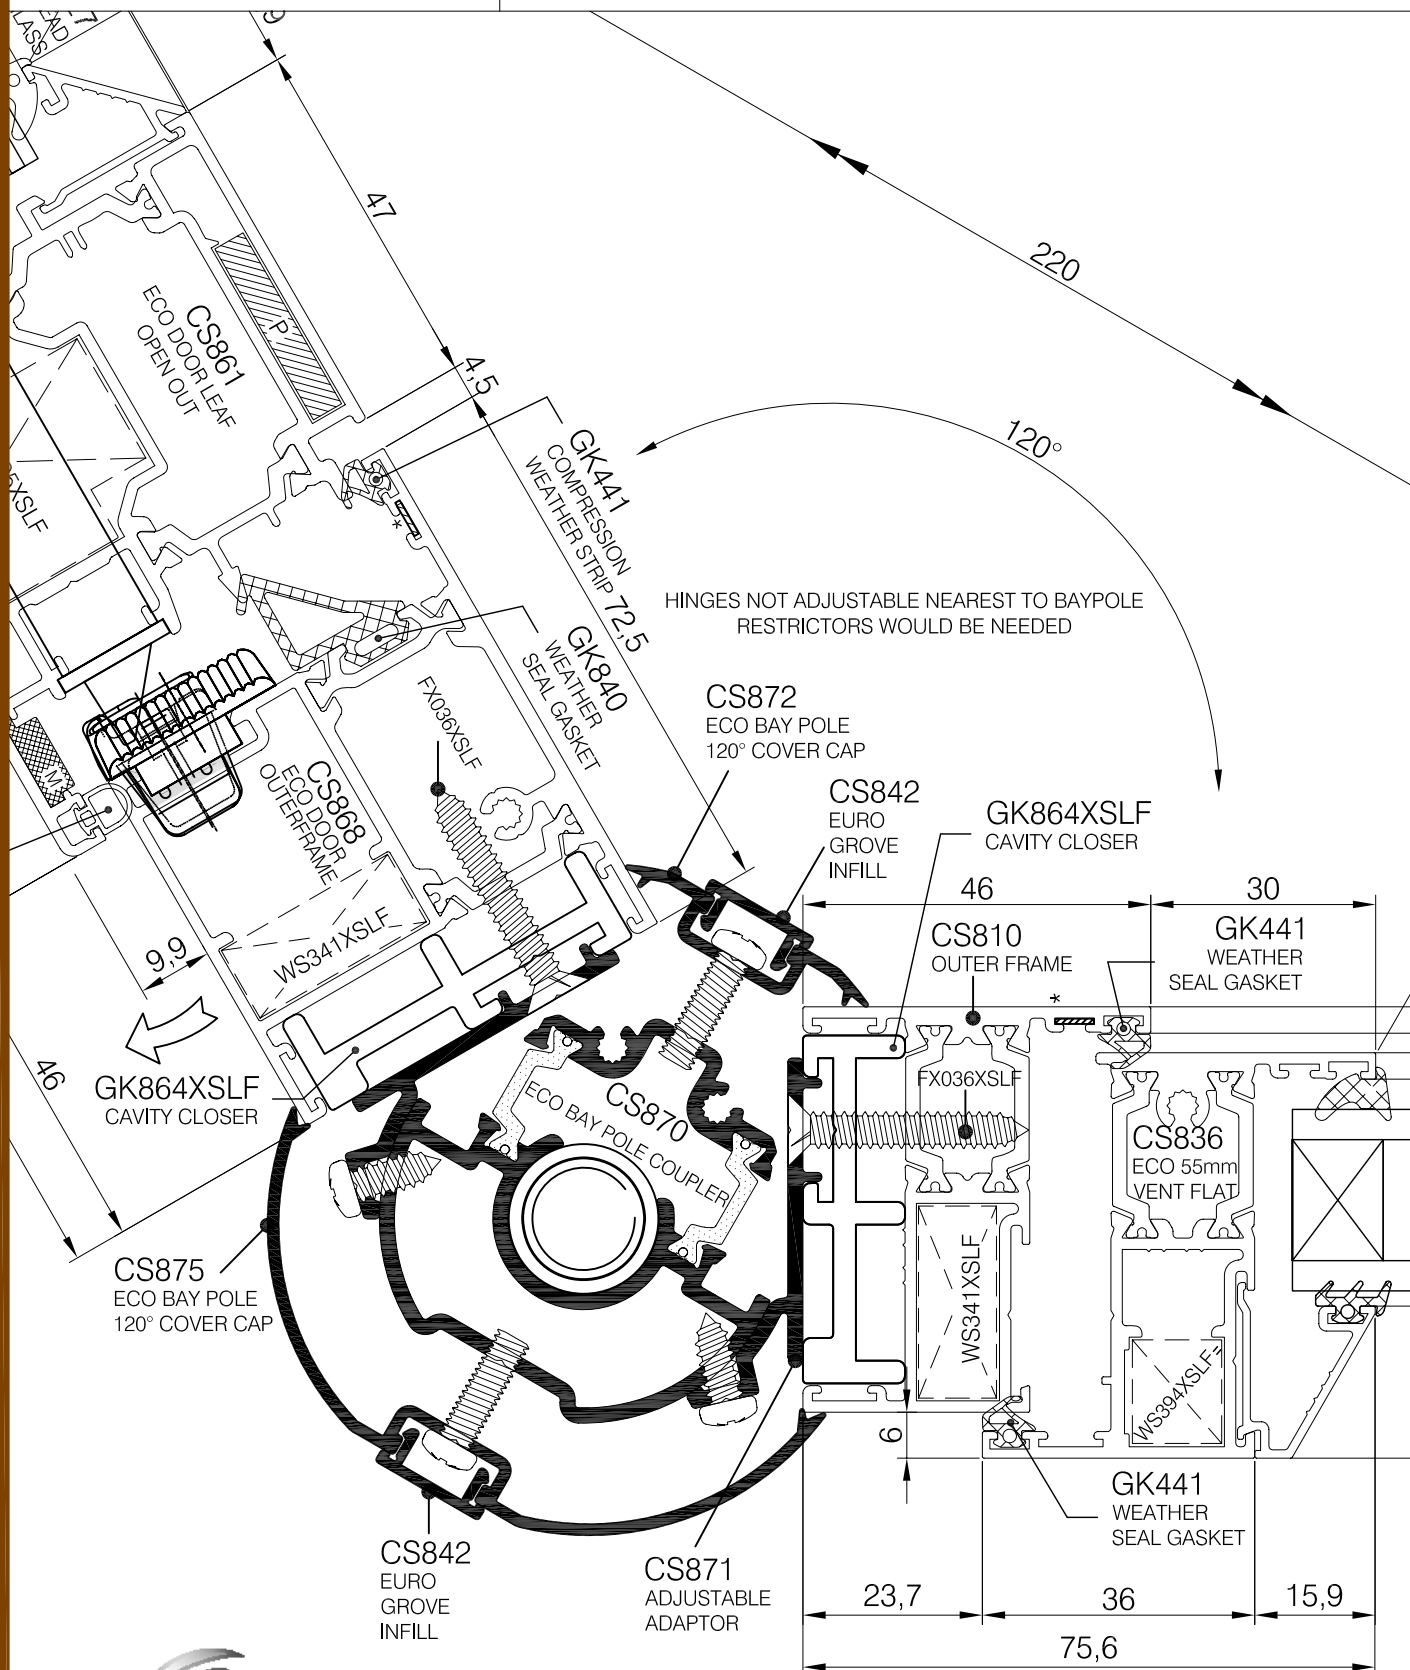 47
4,5
220
120°
CS861
ECO DOOR LEAF
OPEN OUT
P
GK441
COMPRESSION
WEATHER STRIP
72,5
*
HINGES NOT ADJUSTABLE NEAREST TO BAYPOLE
RESTRICTORS WOULD BE NEEDED
GK840
WEATHER
SEAL GASKET
FX036XSLF
CS872
ECO BAY POLE
120° COVER CAP
CS842
EURO
GROVE
INFILL
GK864XSLF
CAVITY CLOSER
M
CS868
ECO DOOR
OUTERFRAME
WS341XSLF
9,9
46
46
30
CS810
OUTER FRAME
GK441
WEATHER
SEAL GASKET
*
GK864XSLF
CAVITY CLOSER
CS870
ECO BAY POLE COUPLER
FX036XSLF
CS836
ECO 55mm
VENT FLAT
CS875
ECO BAY POLE
120° COVER CAP
WS341XSLF
WS394XSLF
6
GK441
WEATHER
SEAL GASKET
CS842
EURO
GROVE
INFILL
CS871
ADJUSTABLE
ADAPTOR
23,7
36
15,9
75,6